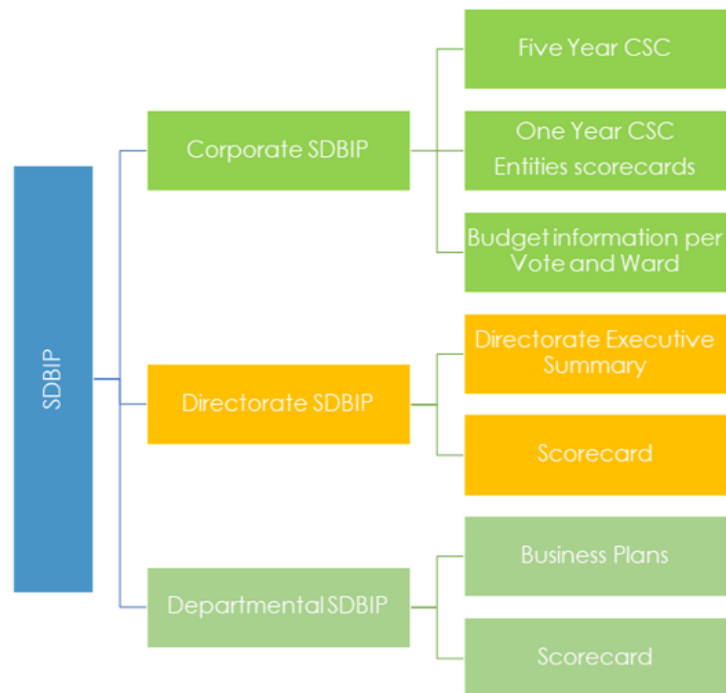 SDBIP
Corporate SDBIP
Five Year CSC
One Year CSC
Entities scorecards
Budget information per
Vote and Ward
Directorate SDBIP
Directorate Executive
Summary
Scorecard
Departmental SDBIP
Business Plans
Scorecard